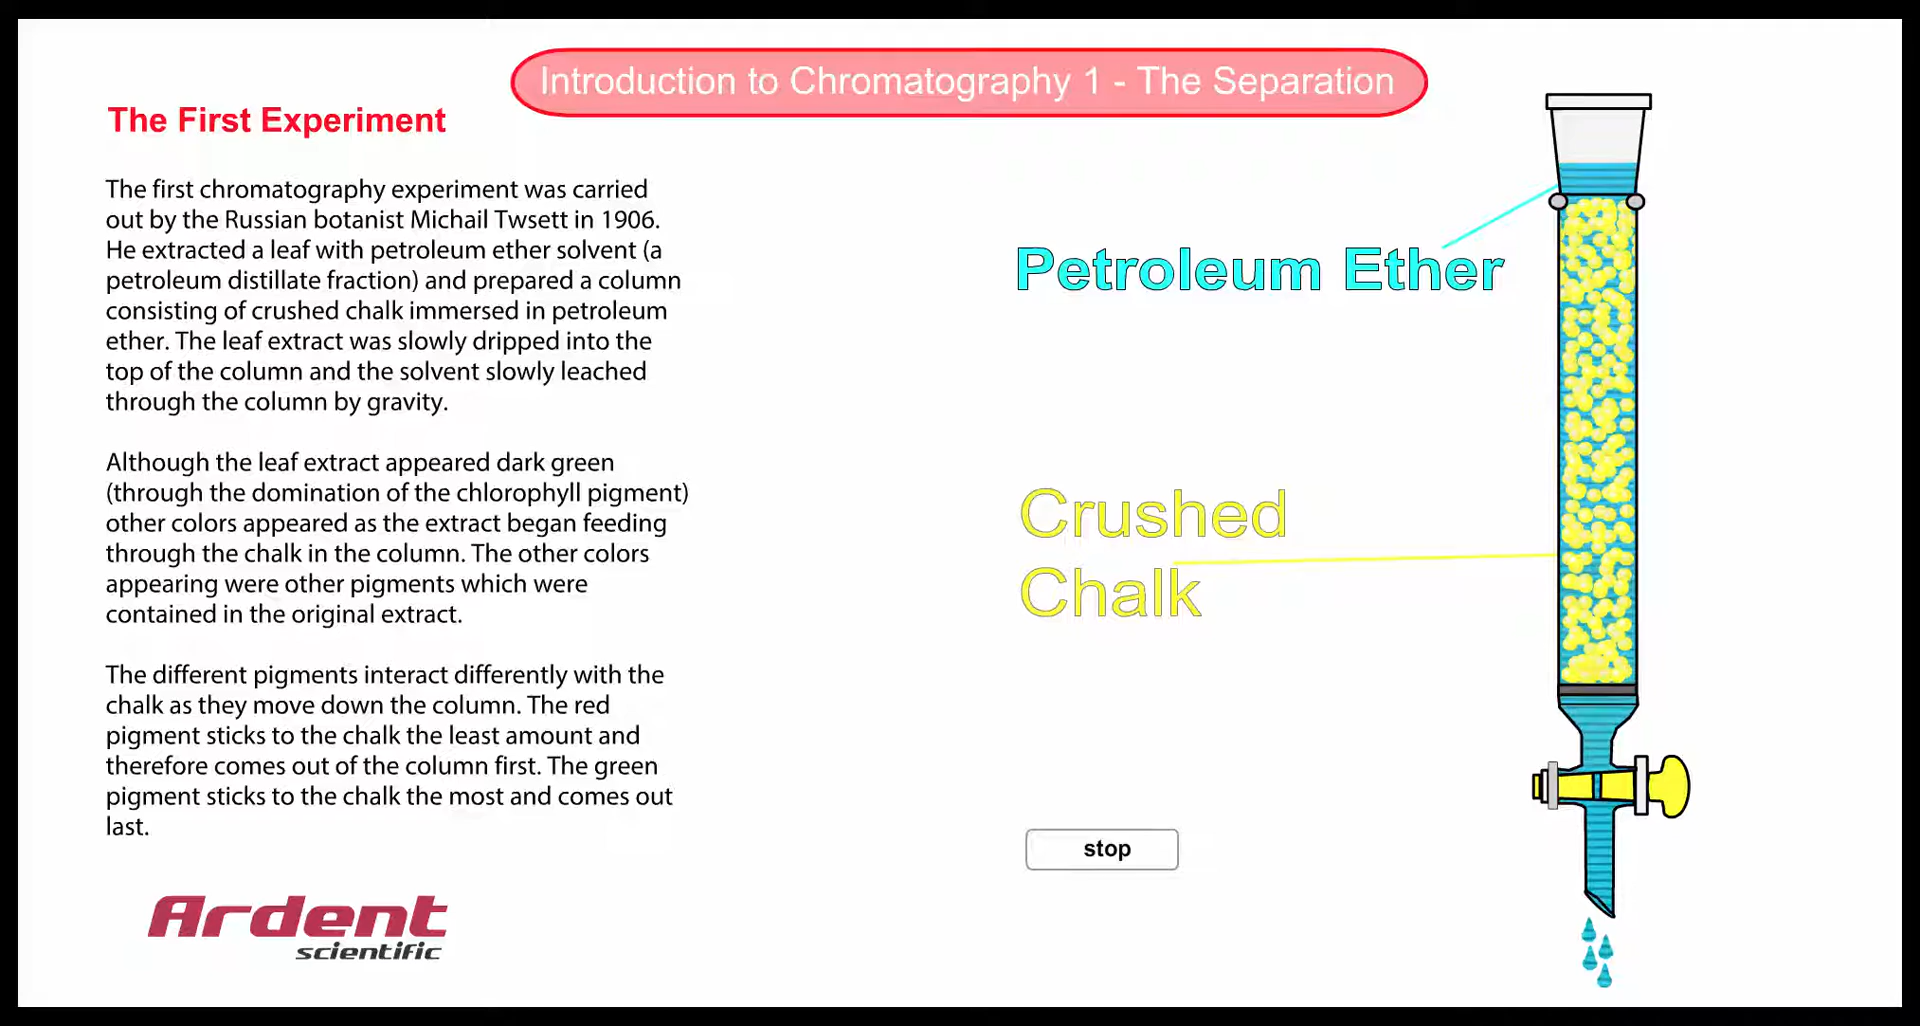 Introduction to Chromatography 1 - The Separation
The First Experiment
The first chromatography experiment was carried
out by the Russian botanist Michail Twsett in 1906.
He extracted a leaf with petroleum ether solvent (a
petroleum distillate fraction) and prepared a column
consisting of crushed chalk immersed in petroleum
ether. The leaf extract was slowly dripped into the
top of the column and the solvent slowly leached
through the column by gravity.
Although the leaf extract appeared dark green
(through the domination of the chlorophyll pigment)
other colors appeared as the extract began feeding
through the chalk in the column. The other colors
appearing were other pigments which were
contained in the original extract.
The different pigments interact differently with the
chalk as they move down the column. The red
pigment sticks to the chalk the least amount and
therefore comes out of the column first. The green
pigment sticks to the chalk the most and comes out
last.
Petroleum Ether
Crushed
Chalk
stop
Ardent
scientific